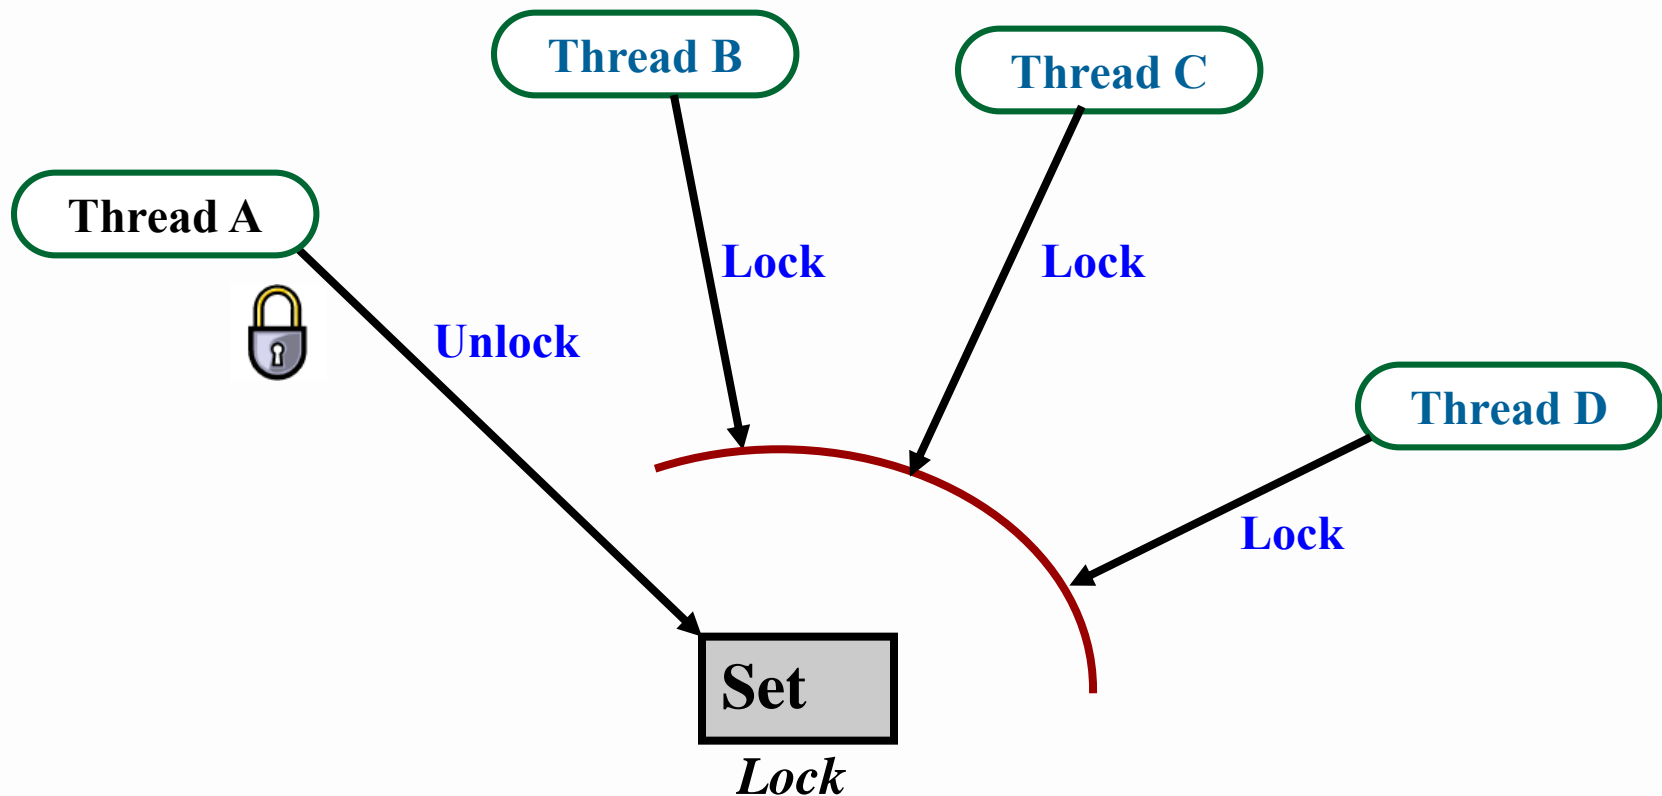 Thread B
Thread C
Thread A
Lock
Lock
Unlock
Thread D
Lock
Set
Lock